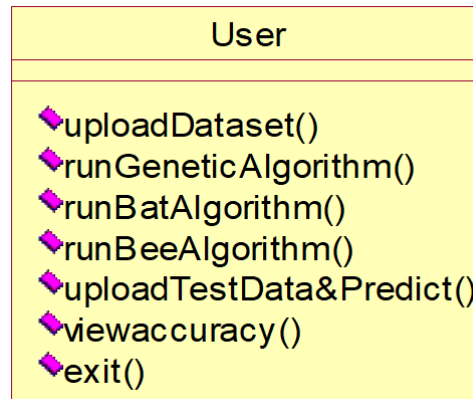 User
uploadDataset()
runGeneticAlgorithm()
runBatAlgorithm()
runBeeAlgorithm()
uploadTestData&Predict()
viewaccuracy()
exit()